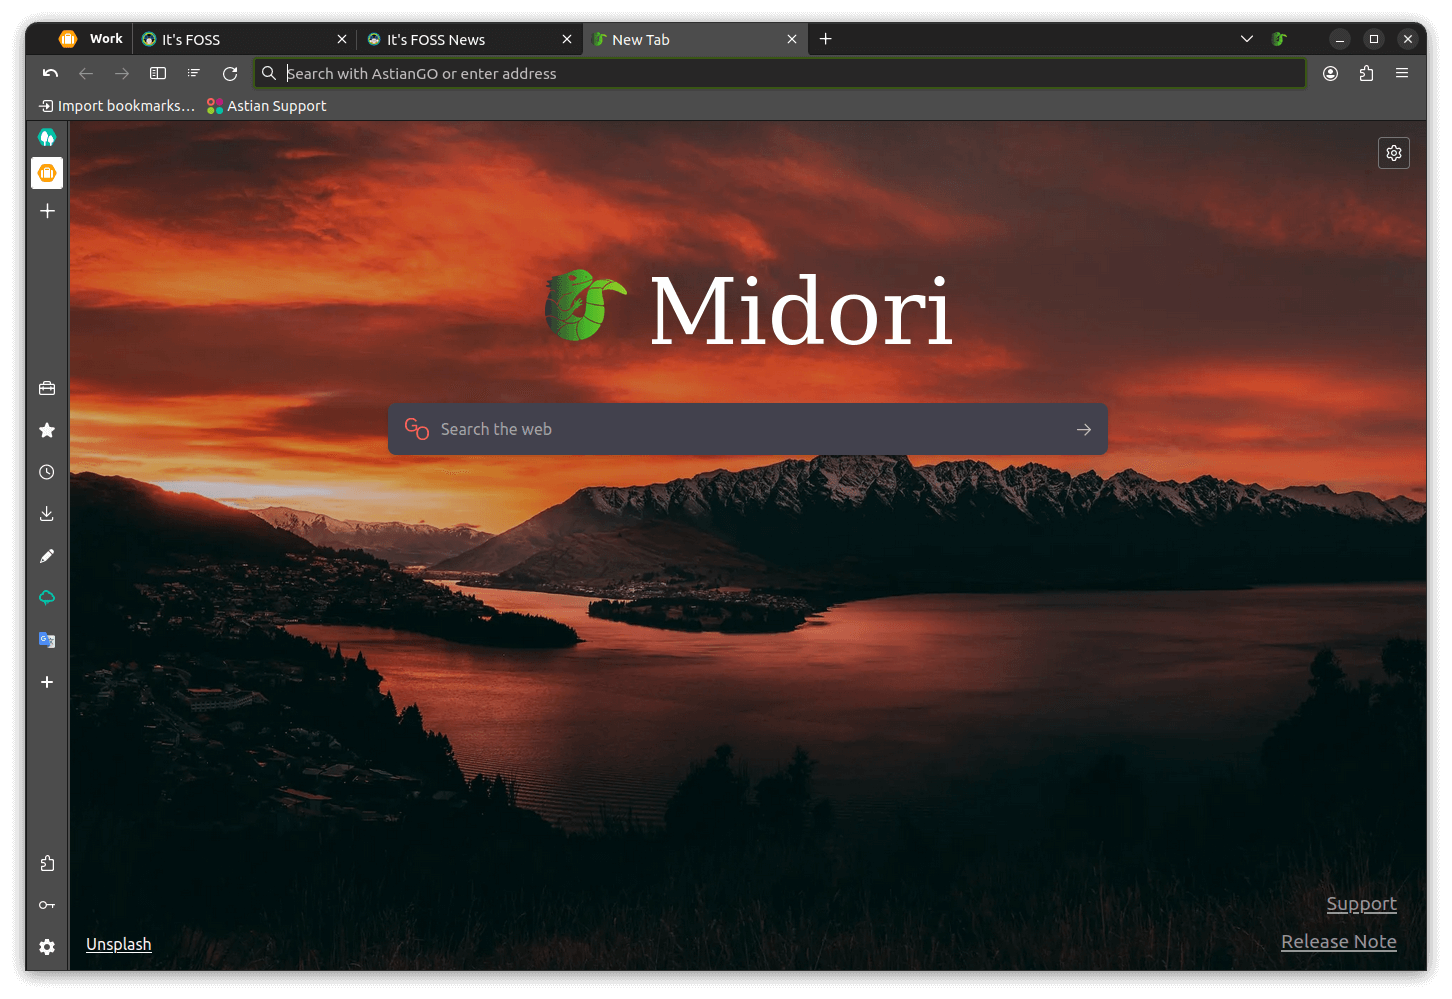 Work
It's FOSS
It's FOSS News
New Tab
Search with AstianGO or enter address
Import bookmarks...
Astian Support
Midori
GO
Search the web
Support
Unsplash
Release Note